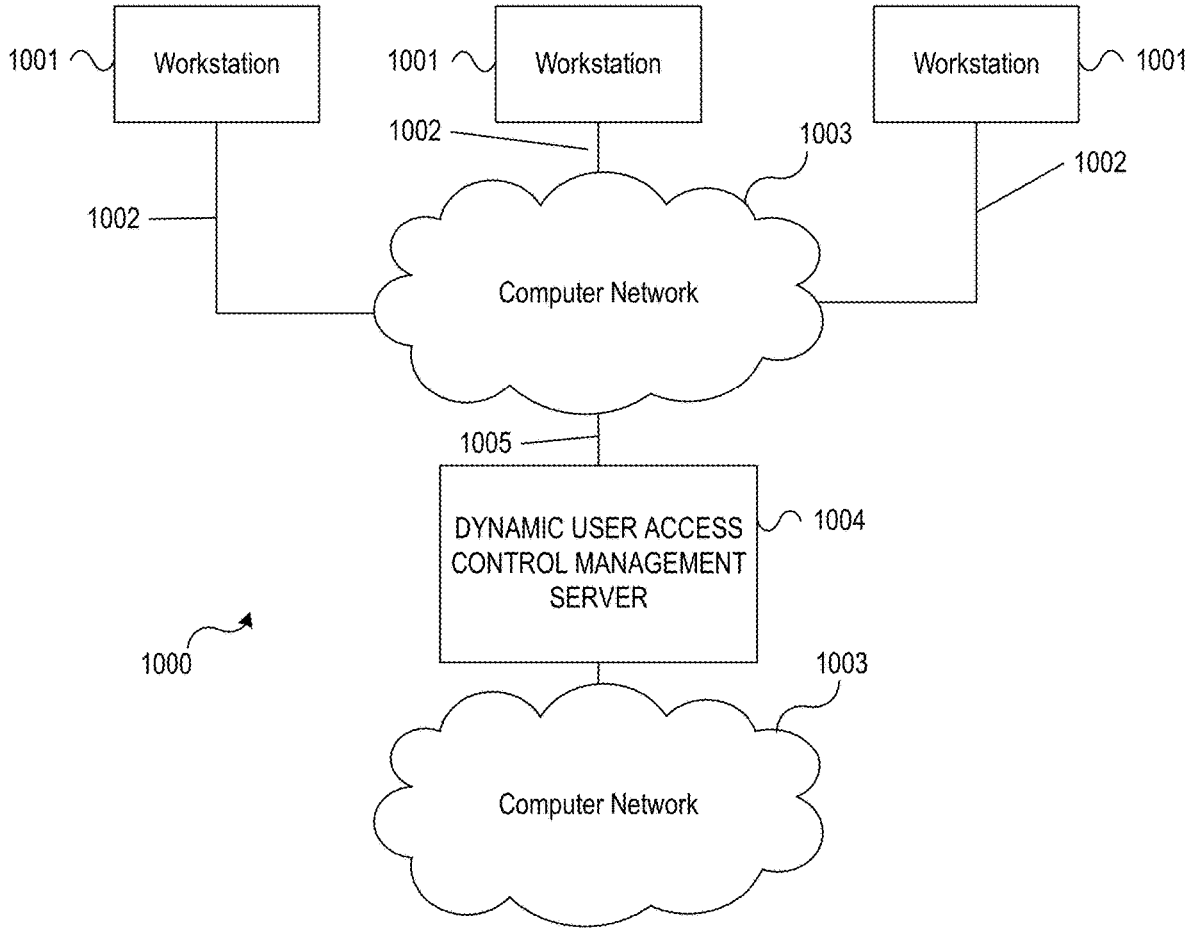 1001
Workstation
1001
Workstation
Workstation
1001
1002
1003
1002
1002
Computer Network
1005
DYNAMIC USER ACCESS
CONTROL MANAGEMENT
SERVER
1004
1000
1003
Computer Network